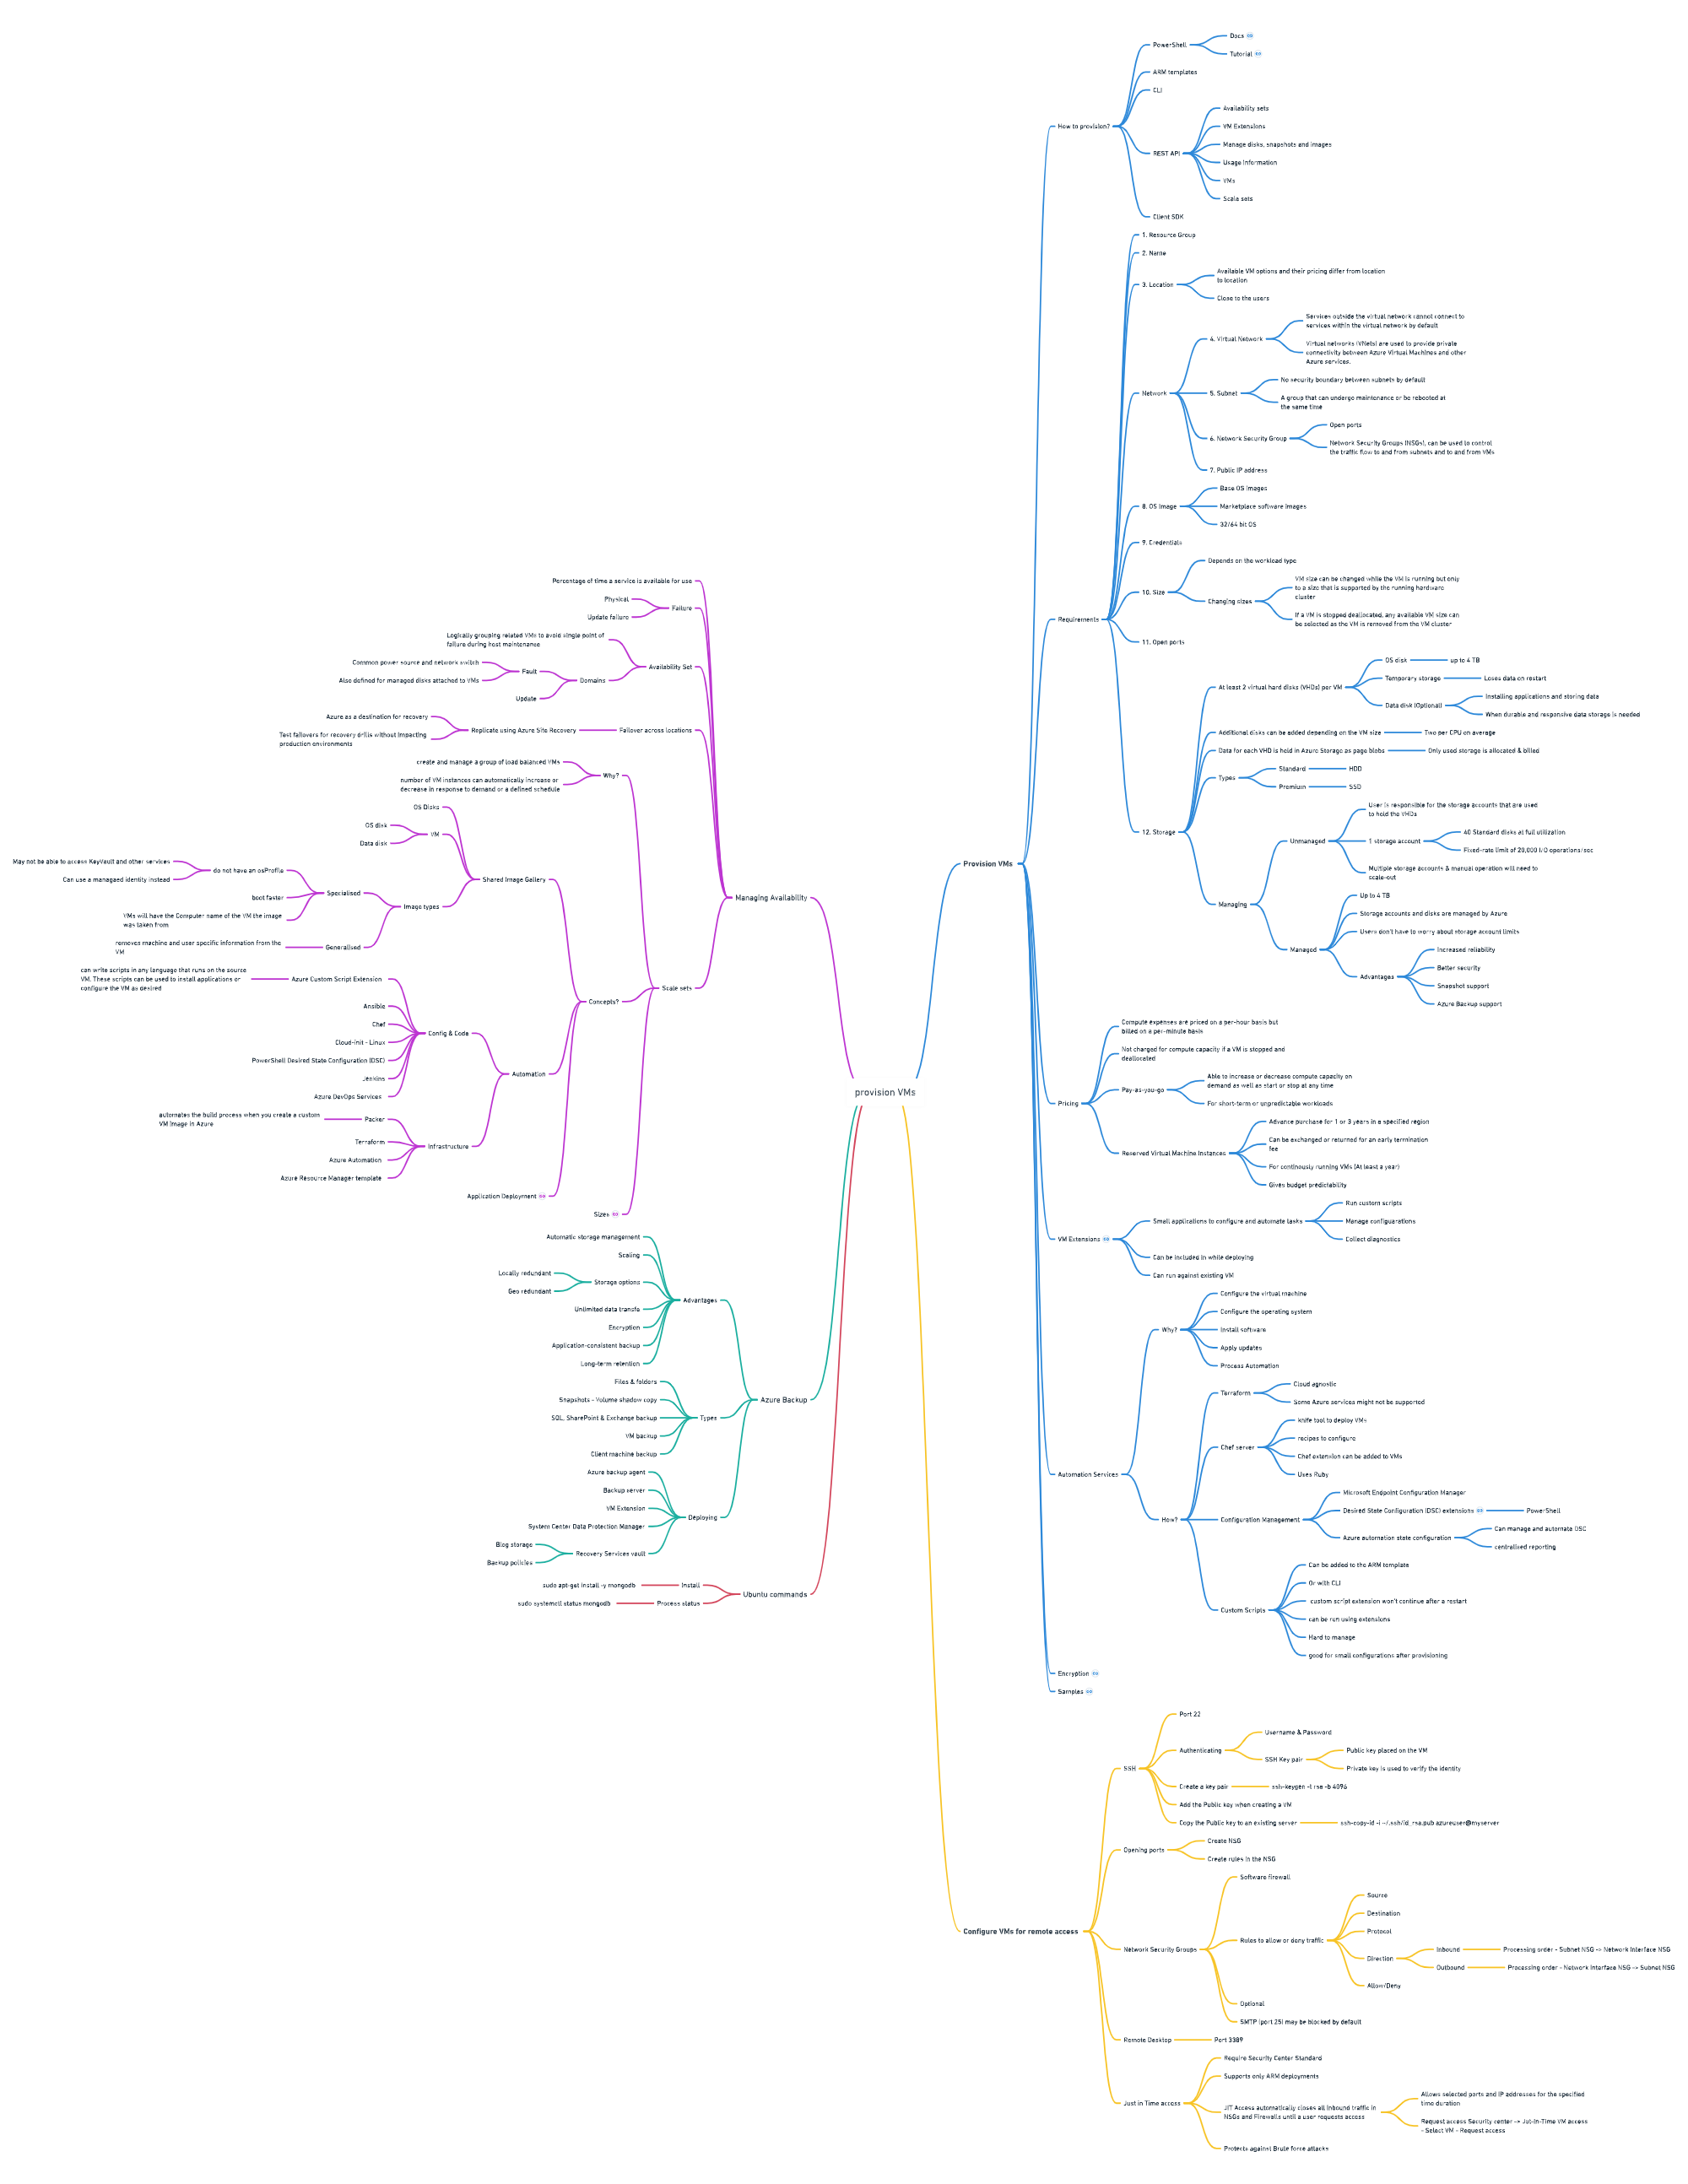 provision VMs
Provision VMs
How to provision?
PowerShell
Docs
Tutorial
ARM templates
CLI
REST API
Availability sets
VM Extensions
Manage disks, snapshots and images
Usage information
VMs
Scale sets
Client SDK
Requirements
1. Resource Group
2. Name
3. Location
Available VM options and their pricing differ from location
to location
Close to the users
Network
4. Virtual Network
Services outside the virtual network cannot connect to
services within the virtual network by default
Virtual networks (VNets) are used to provide private
connectivity between Azure Virtual Machines and other
Azure services.
5. Subnet
No security boundary between subnets by default
A group that can undergo maintenance or be rebooted at
the same time
6. Network Security Group
Open ports
Network Security Groups (NSGs), can be used to control
the traffic flow to and from subnets and to and from VMs
7. Public IP address
8. OS Image
Base OS images
Marketplace software images
32/64 bit OS
9. Credentials
10. Size
Depends on the workload type
Changing sizes
VM size can be changed while the VM is running but only
to a size that is supported by the running hardware
cluster
If a VM is stopped deallocated, any available VM size can
be selected as the VM is removed from the VM cluster
11. Open ports
12. Storage
At least 2 virtual hard disks (VHDs) per VM
OS disk
up to 4 TB
Temporary storage
Loses data on restart
Data disk (Optional)
Installing applications and storing data
When durable and responsive data storage is needed
Additional disks can be added depending on the VM size
Two per CPU on average
Data for each VHD is held in Azure Storage as page blobs
Only used storage is allocated & billed
Types
Standard
HDD
Premium
SSD
Managing
Unmanaged
User is responsible for the storage accounts that are used
to hold the VHDs
1 storage account
40 Standard disks at full utilization
Fixed-rate limit of 20,000 I/O operations/sec
Multiple storage accounts & manual operation will need to
scale-out
Managed
Up to 4 TB
Storage accounts and disks are managed by Azure
Users don't have to worry about storage account limits
Advantages
Increased reliability
Better security
Snapshot support
Azure Backup support
Pricing
Compute expenses are priced on a per-hour basis but
billed on a per-minute basis
Not charged for compute capacity if a VM is stopped and
deallocated
Pay-as-you-go
Able to increase or decrease compute capacity on
demand as well as start or stop at any time
For short-term or unpredictable workloads
Reserved Virtual Machine Instances
Advance purchase for 1 or 3 years in a specified region
Can be exchanged or returned for an early termination
fee
For continously running VMs (At least a year)
Gives budget predictability
VM Extensions
Small applications to configure and automate tasks
Run custom scripts
Manage configuarations
Collect diagnostics
Can be included in while deploying
Can run against existing VM
Automation Services
Why?
Configure the virtual machine
Configure the operating system
Install software
Apply updates
Process Automation
How?
Terraform
Cloud agnostic
Some Azure services might not be supported
Chef server
knife tool to deploy VMs
recipes to configure
Chef extension can be added to VMs
Uses Ruby
Configuration Management
Microsoft Endpoint Configuration Manager
Desired State Configuration (DSC) extensions
PowerShell
Azure automation state configuration
Can manage and automate DSC
centralised reporting
Custom Scripts
Can be added to the ARM template
Or with CLI
custom script extension won't continue after a restart
can be run using extensions
Hard to manage
good for small configurations after provisioning
Encryption
Samples
Configure VMs for remote access
SSH
Port 22
Authenticating
Username & Password
SSH Key pair
Public key placed on the VM
Private key is used to verify the identity
Create a key pair
ssh-keygen -t rsa -b 4096
Add the Public key when creating a VM
Copy the Public key to an existing server
ssh-copy-id -i ~/.ssh/id_rsa.pub azureuser@myserver
Opening ports
Create NSG
Create rules in the NSG
Network Security Groups
Software firewall
Rules to allow or deny traffic
Source
Destination
Protocol
Direction
Inbound
Processing order - Subnet NSG -> Network Interface NSG
Outbound
Processing order - Network Interface NSG -> Subnet NSG
Allow/Deny
Optional
SMTP (port 25) may be blocked by default
Remote Desktop
Port 3389
Just in Time access
Require Security Center Standard
Supports only ARM deployments
JIT Access automatically closes all inbound traffic in
NSGs and Firewalls until a user requests access
Allows selected ports and IP addresses for the specified
time duration
Request access Security center -> Jut-In-Time VM access
- Select VM - Request access
Protects against Brute force attacks
Managing Availability
Percentage of time a service is available for use
Failure
Physical
Update failure
Availability Set
Logically grouping related VMs to avoid single point of
failure during host maintenance
Domains
Fault
Common power source and network switch
Also defined for managed disks attached to VMs
Update
Failover across locations
Replicate using Azure Site Recovery
Azure as a destination for recovery
Test failovers for recovery drills without impacting
production environments
Scale sets
Why?
create and manage a group of load balanced VMs
number of VM instances can automatically increase or
decrease in response to demand or a defined schedule
Concepts?
Shared Image Gallery
OS Disks
VM
OS disk
Data disk
Image types
Specialised
do not have an osProfile
May not be able to access KeyVault and other services
Can use a managaed identity instead
boot faster
VMs will have the Computer name of the VM the image
was taken from
Generalised
removes machine and user specific information from the
VM
Automation
Config & Code
Azure Custom Script Extension
can write scripts in any language that runs on the source
VM. These scripts can be used to install applications or
configure the VM as desired
Ansible
Chef
Cloud-init - Linux
PowerShell Desired State Configuration (DSC)
Jenkins
Azure DevOps Services
Infrastructure
Packer
automates the build process when you create a custom
VM image in Azure
Terraform
Azure Automation
Azure Resource Manager template
Application Deployment
Sizes
Azure Backup
Advantages
Automatic storage management
Scaling
Storage options
Locally redundant
Geo redundant
Unlimited data transfe
Encryption
Application-consistent backup
Long-term retention
Types
Files & folders
Snapshots - Volume shadow copy
SQL, SharePoint & Exchange backup
VM backup
Client machine backup
Deploying
Azure backup agent
Backup server
VM Extension
System Center Data Protection Manager
Recovery Services vault
Blog storage
Backup policies
Ubuntu commands
Install
sudo apt-get install -y mongodb
Process status
sudo systemctl status mongodb